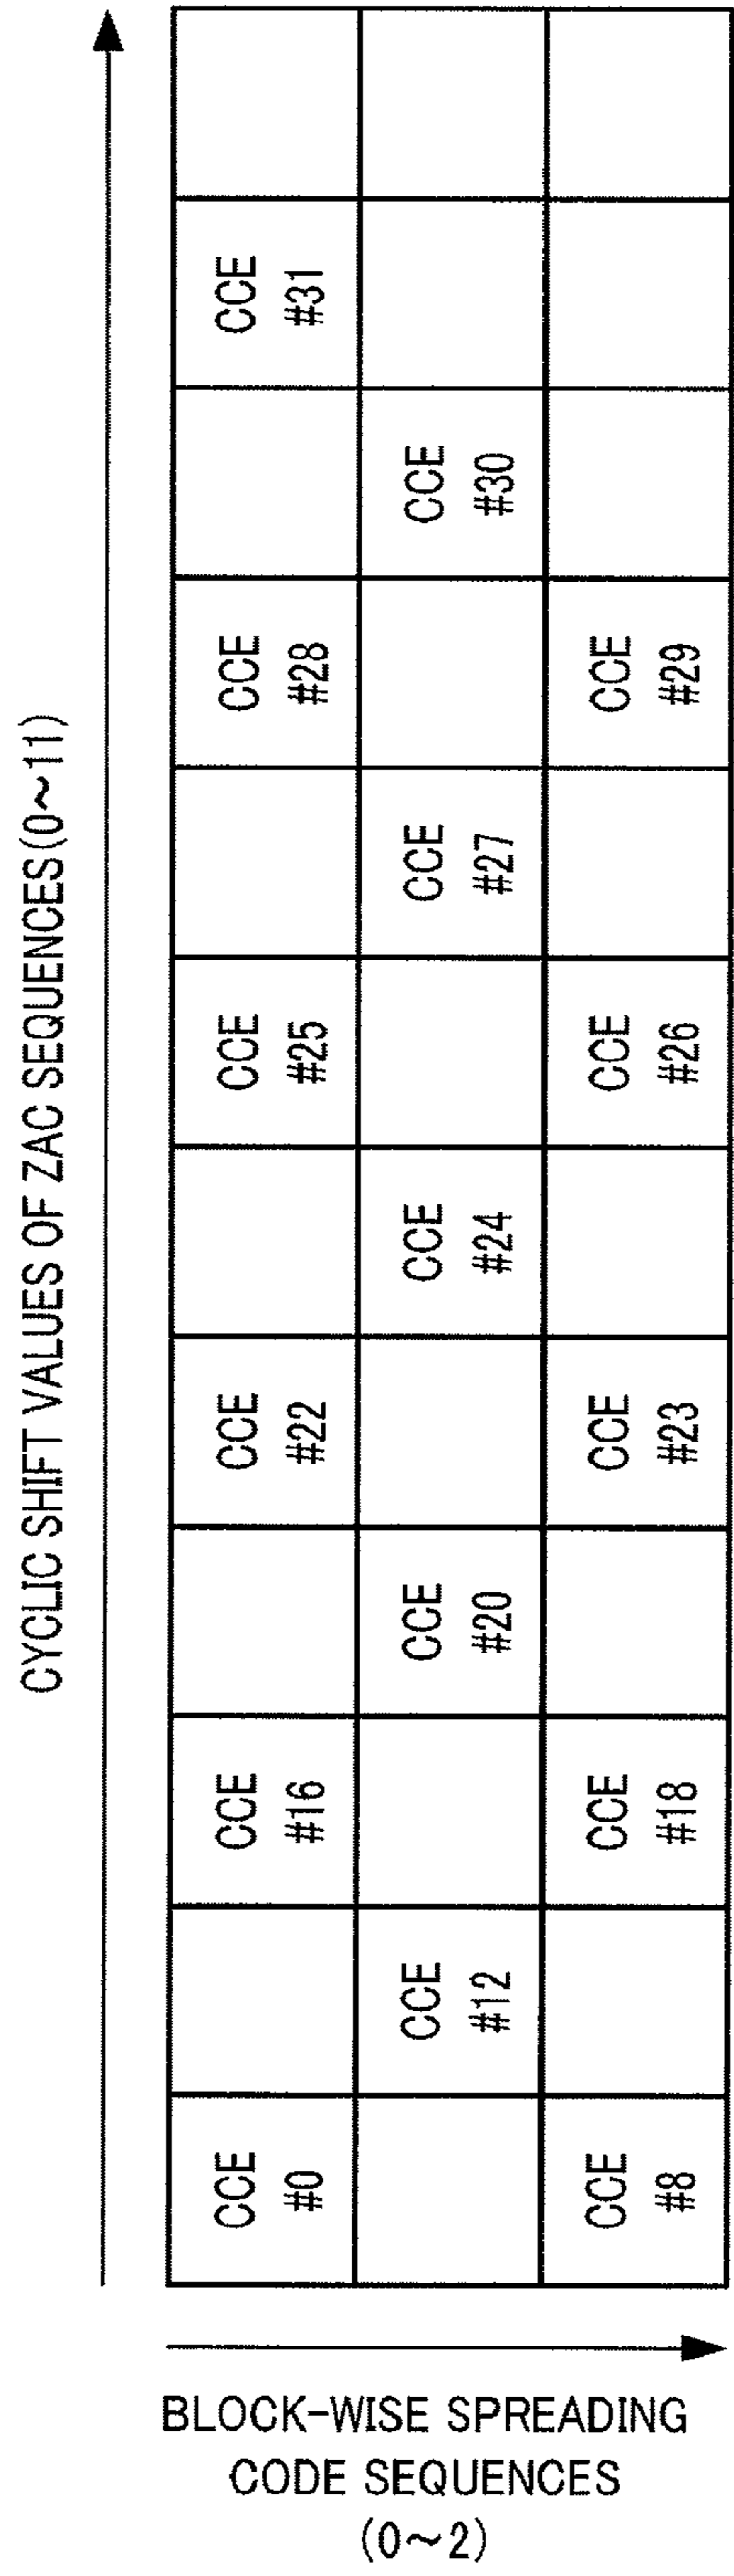 CYCLIC SHIFT VALUES OF ZAC SEQUENCES(0~11)
CCE
#31
CCE
#30
CCE
#28
CCE
#29
CCE
#27
CCE
#25
CCE
#26
CCE
#24
CCE
#22
CCE
#23
CCE
#20
CCE
#16
CCE
#18
CCE
#12
CCE
#0
CCE
#8
BLOCK-WISE SPREADING
CODE SEQUENCES
(0~2)